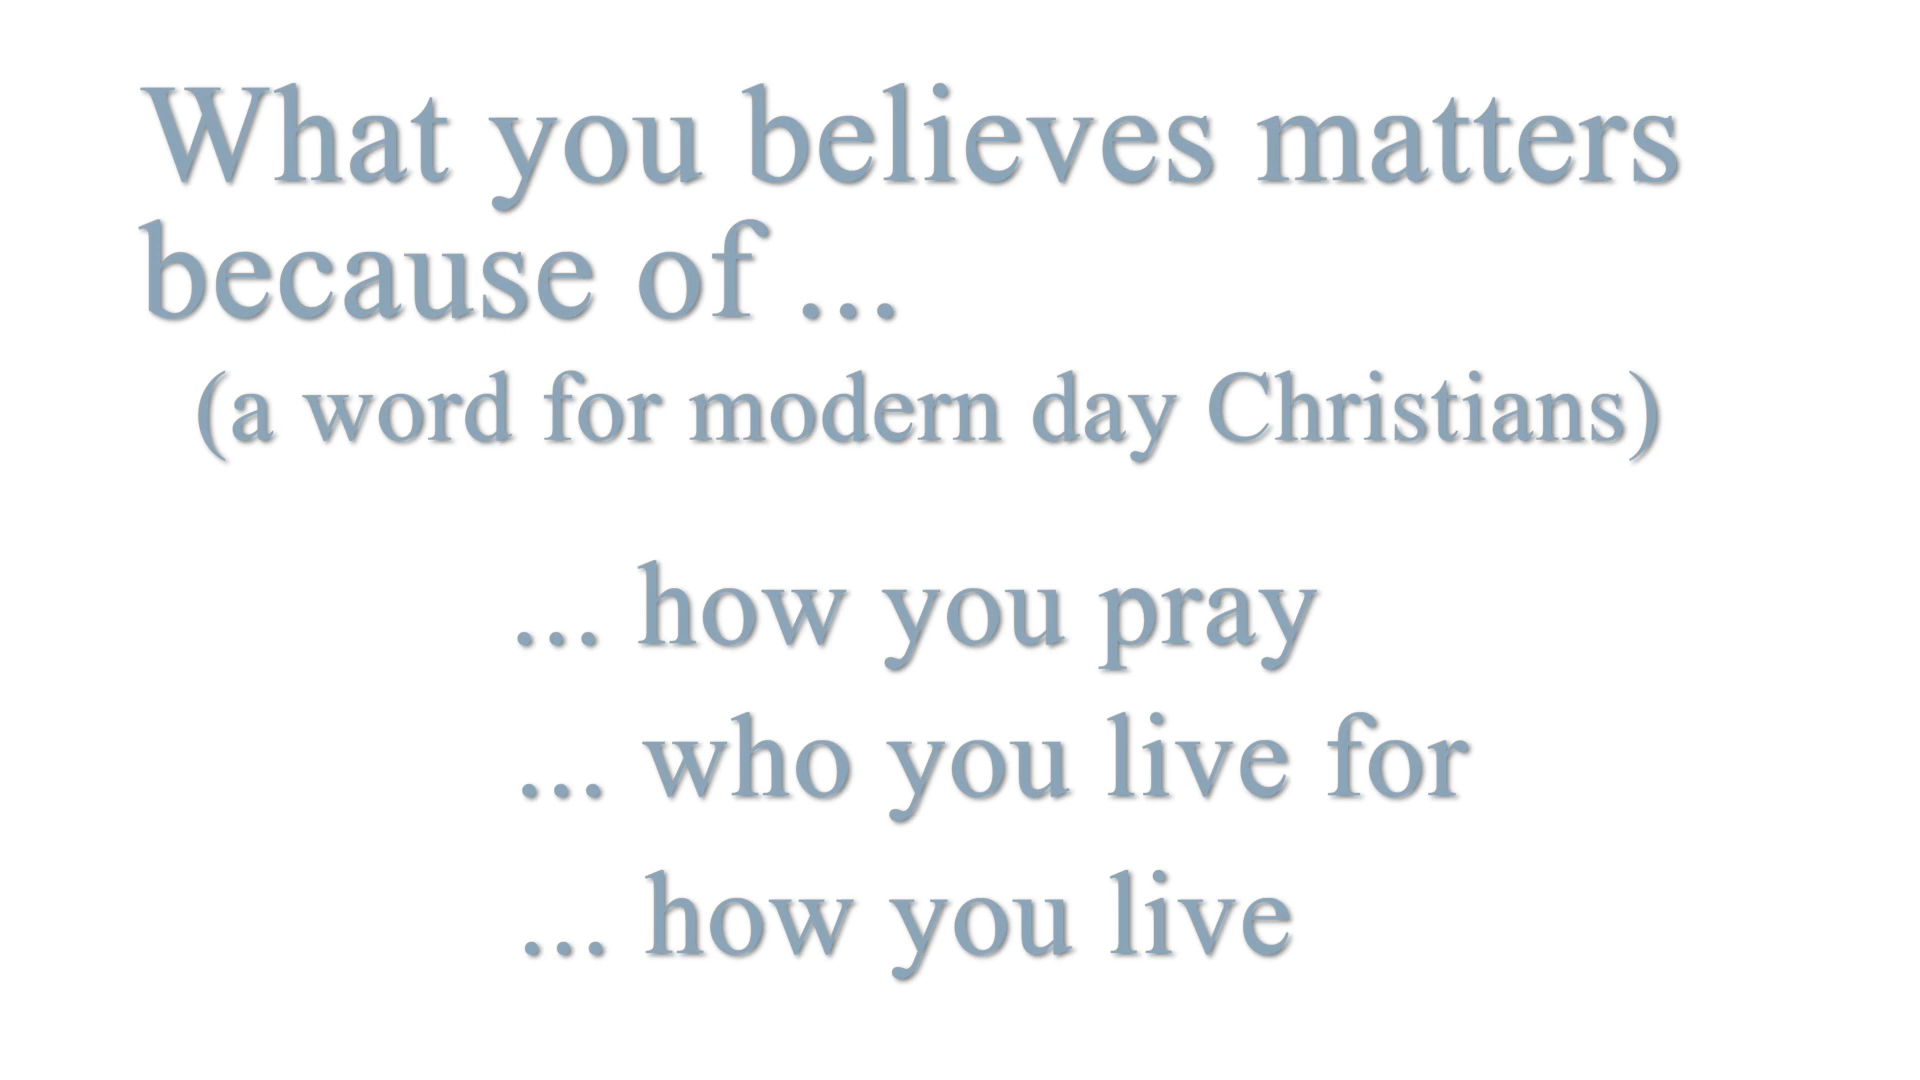 What you believes matters
because of ...
(a word for modern day Christians)
... how you pray
... who you live for
... how you live